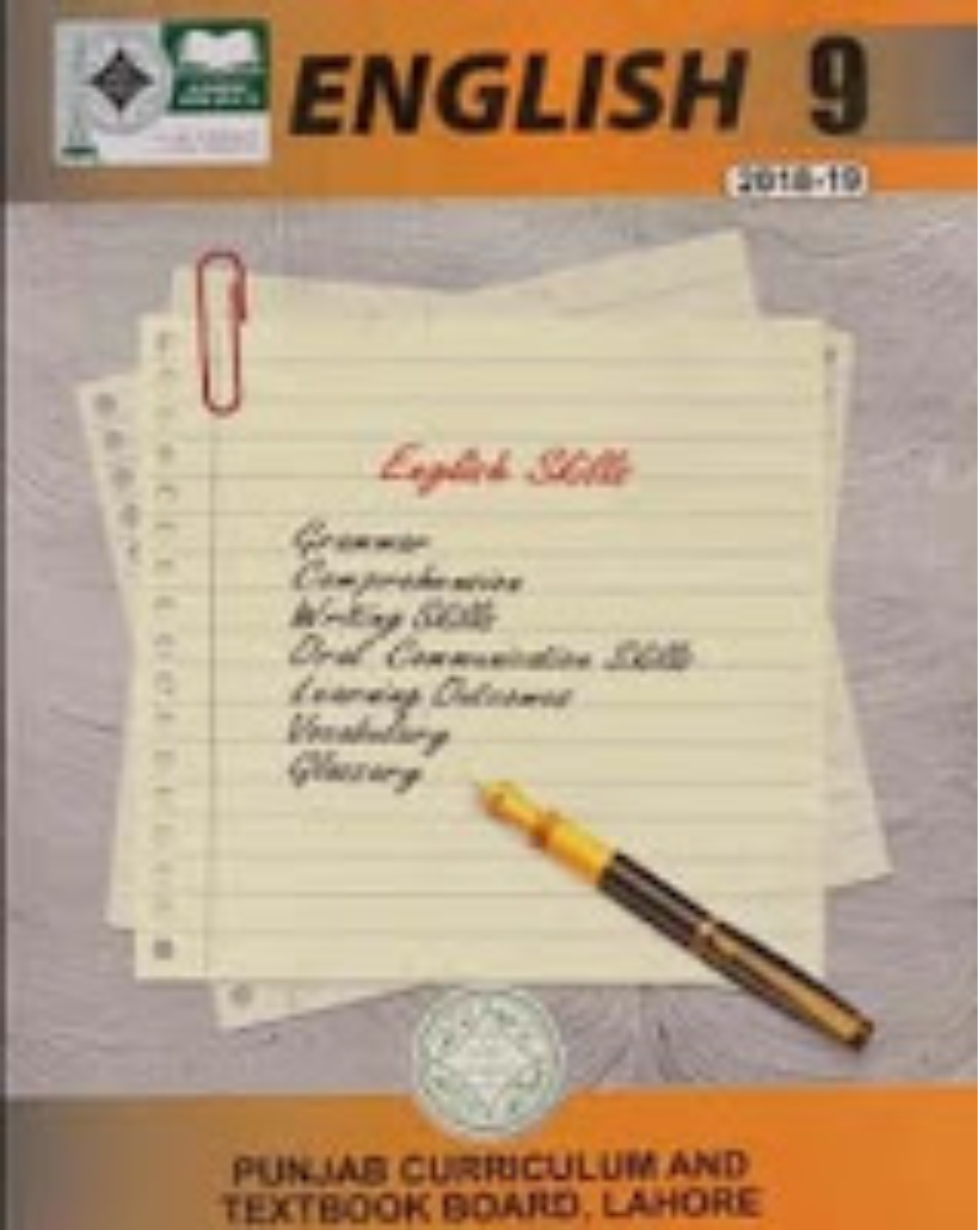 ENGLISH 9
2018-19
English Skills
Grammar
Comprehension
Writing Skills
Oral Communication Skills
Learning Outcomes
Vocabulary
Glossary
PUNJAB CURRICULUM AND
TEXTBOOK BOARD, LAHORE